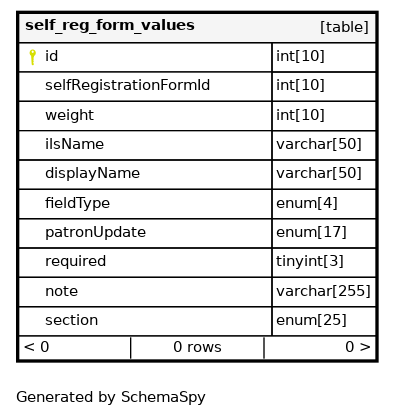 self_reg_form_values [table]
id int[10]
selfRegistrationFormId int[10]
weight int[10]
ilsName varchar[50]
displayName varchar[50]
fieldType enum[4]
patronUpdate enum[17]
required tinyint[3]
note varchar[255]
section enum[25]
< 0 0 rows 0 >
Generated by SchemaSpy